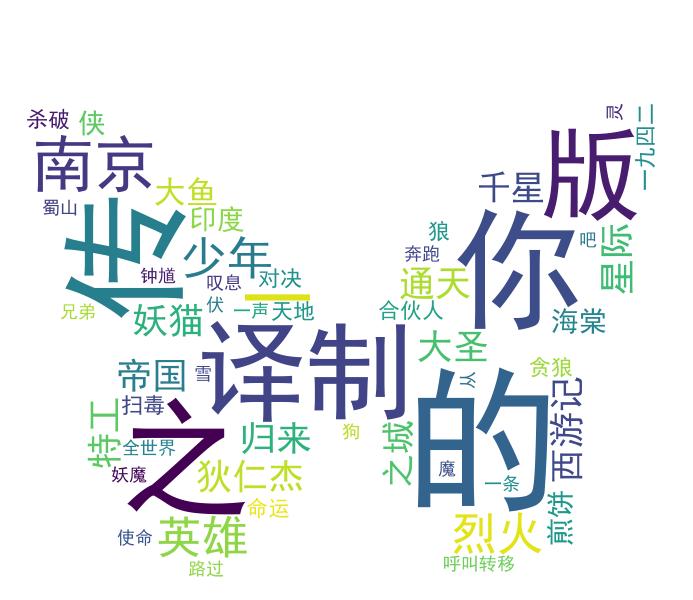 杀破
侠
灵
一九四二
南京
版
大鱼
千星
蜀山
传
印度
你
狼
吧
星际
少年
奔跑
钟馗
叹息
对决
通天
一
伏
一声
天地
兄弟
妖猫
合伙人
海棠
译制
大圣
帝国
雪
从
贪狼
扫毒
特工
之
的
西游记
狗
归来
之城
全世界
妖魔
狄仁杰
魔
一条
命运
煎饼
使命
英雄
烈火
路过
呼叫转移